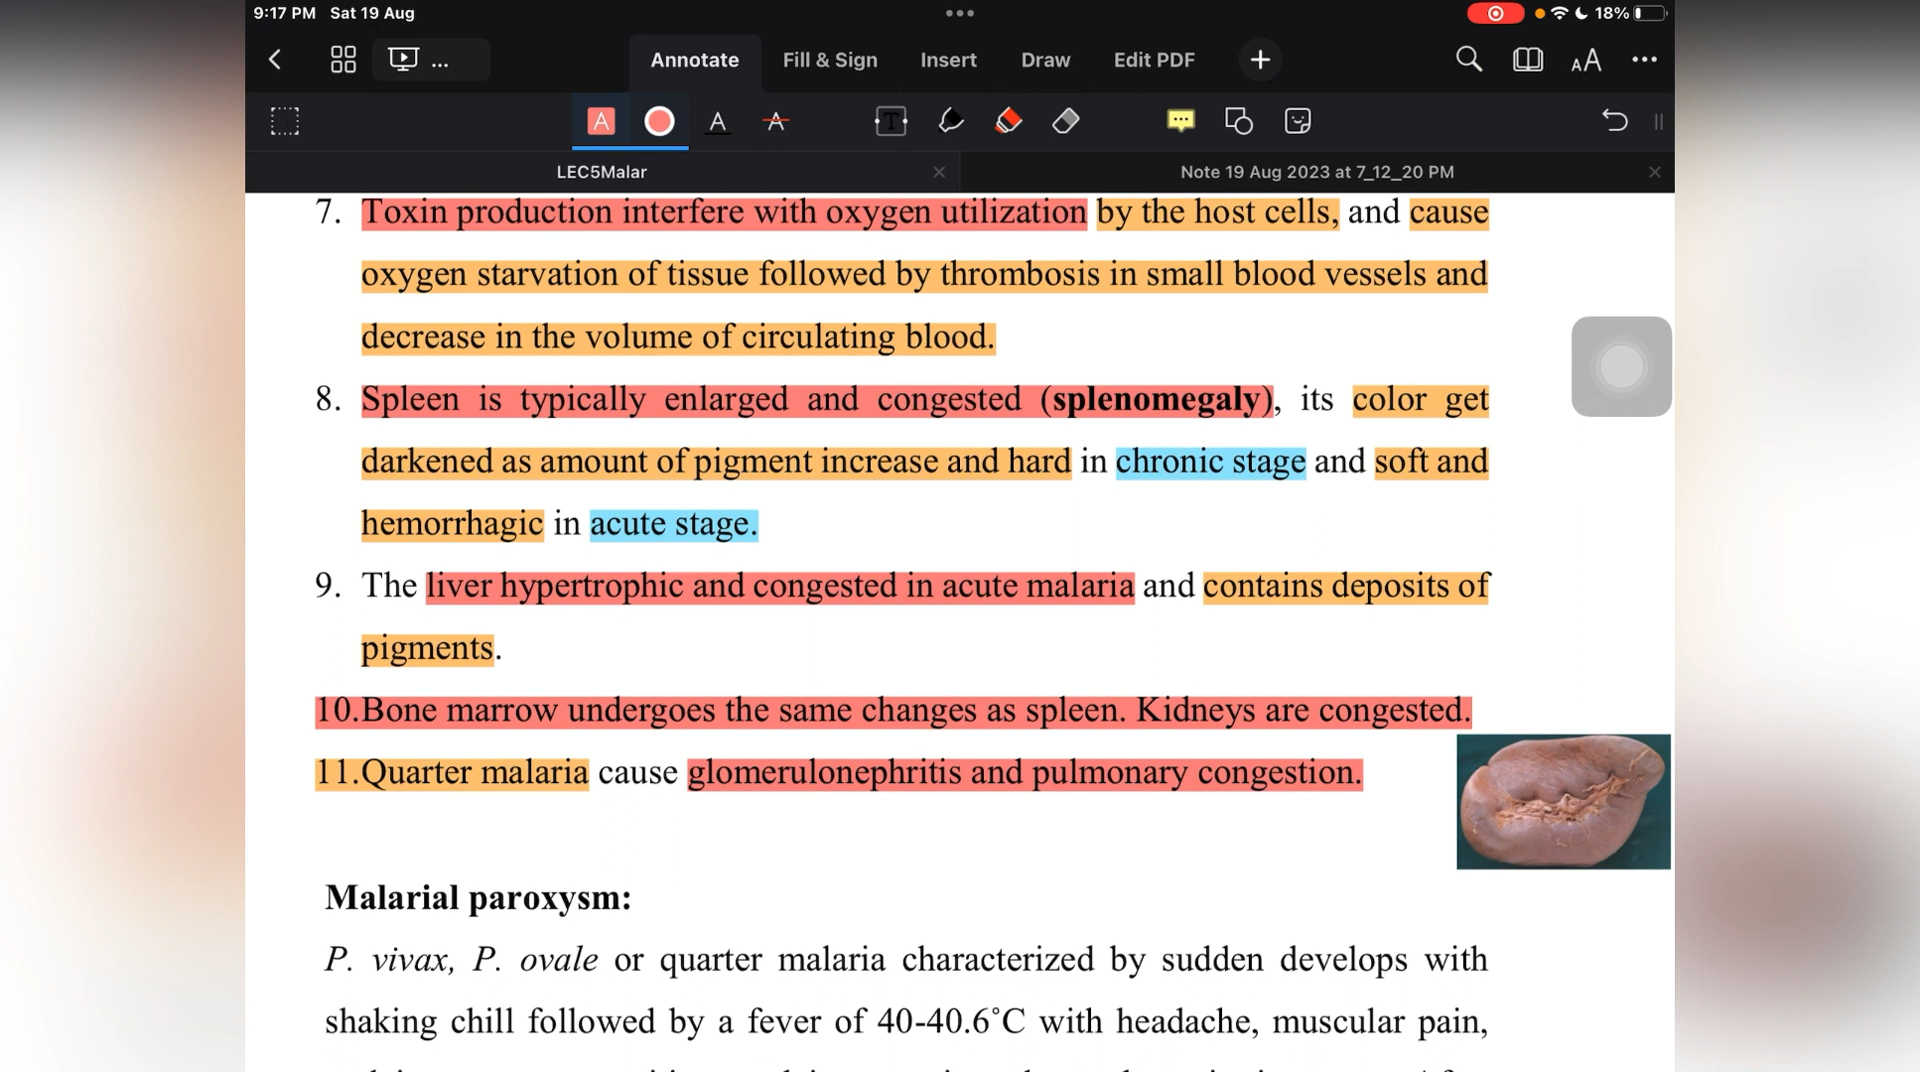 9:17 PM Sat 19 Aug
18%
...
Annotate
Fill & Sign
Insert
Draw
Edit PDF
AA
A
A
A
T
LEC5Malar
Note 19 Aug 2023 at 7_12_20 PM
7. Toxin production interfere with oxygen utilization by the host cells, and cause
oxygen starvation of tissue followed by thrombosis in small blood vessels and
decrease in the volume of circulating blood.
8. Spleen is typically enlarged and congested (splenomegaly), its color get
darkened as amount of pigment increase and hard in chronic stage and soft and
hemorrhagic in acute stage.
9. The liver hypertrophic and congested in acute malaria and contains deposits of
pigments.
10.Bone marrow undergoes the same changes as spleen. Kidneys are congested.
11.Quarter malaria cause glomerulonephritis and pulmonary congestion.
Malarial paroxysm:
P. vivax, P. ovale or quarter malaria characterized by sudden develops with
shaking chill followed by a fever of 40-40.6˚C with headache, muscular pain,